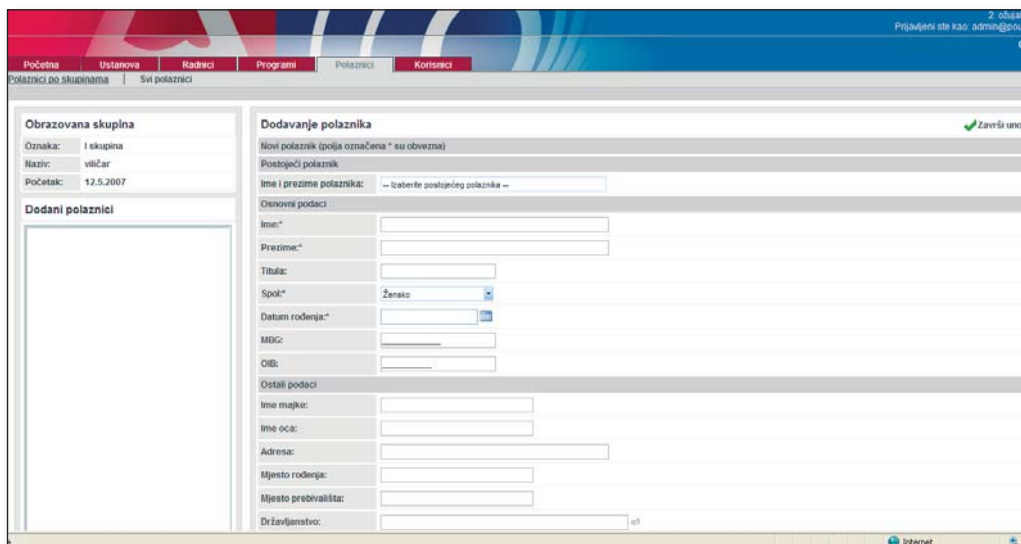 2. ožuja
Prijavljeni ste kao: admin@pou
Početna Ustanova Radnici Programi Polaznici Korisnici
Polaznici po skupinama | Svi polaznici
Obrazovana skupina
Oznaka: I skupina
Naziv: viličar
Početak: 12.5.2007
Dodani polaznici
Dodavanje polaznika
Završi uno
Novi polaznik (polja označena * su obvezna)
Postojeći polaznik
Ime i prezime polaznika: -- Izaberite postojećeg polaznika --
Osnovni podaci
Ime:*
Prezime:*
Titula:
Spol:* Žensko
Datum rođenja:*
MBG:
OIB:
Ostali podaci
Ime majke:
Ime oca:
Adresa:
Mjesto rođenja:
Mjesto prebivališta:
Državljanstvo:
Internet